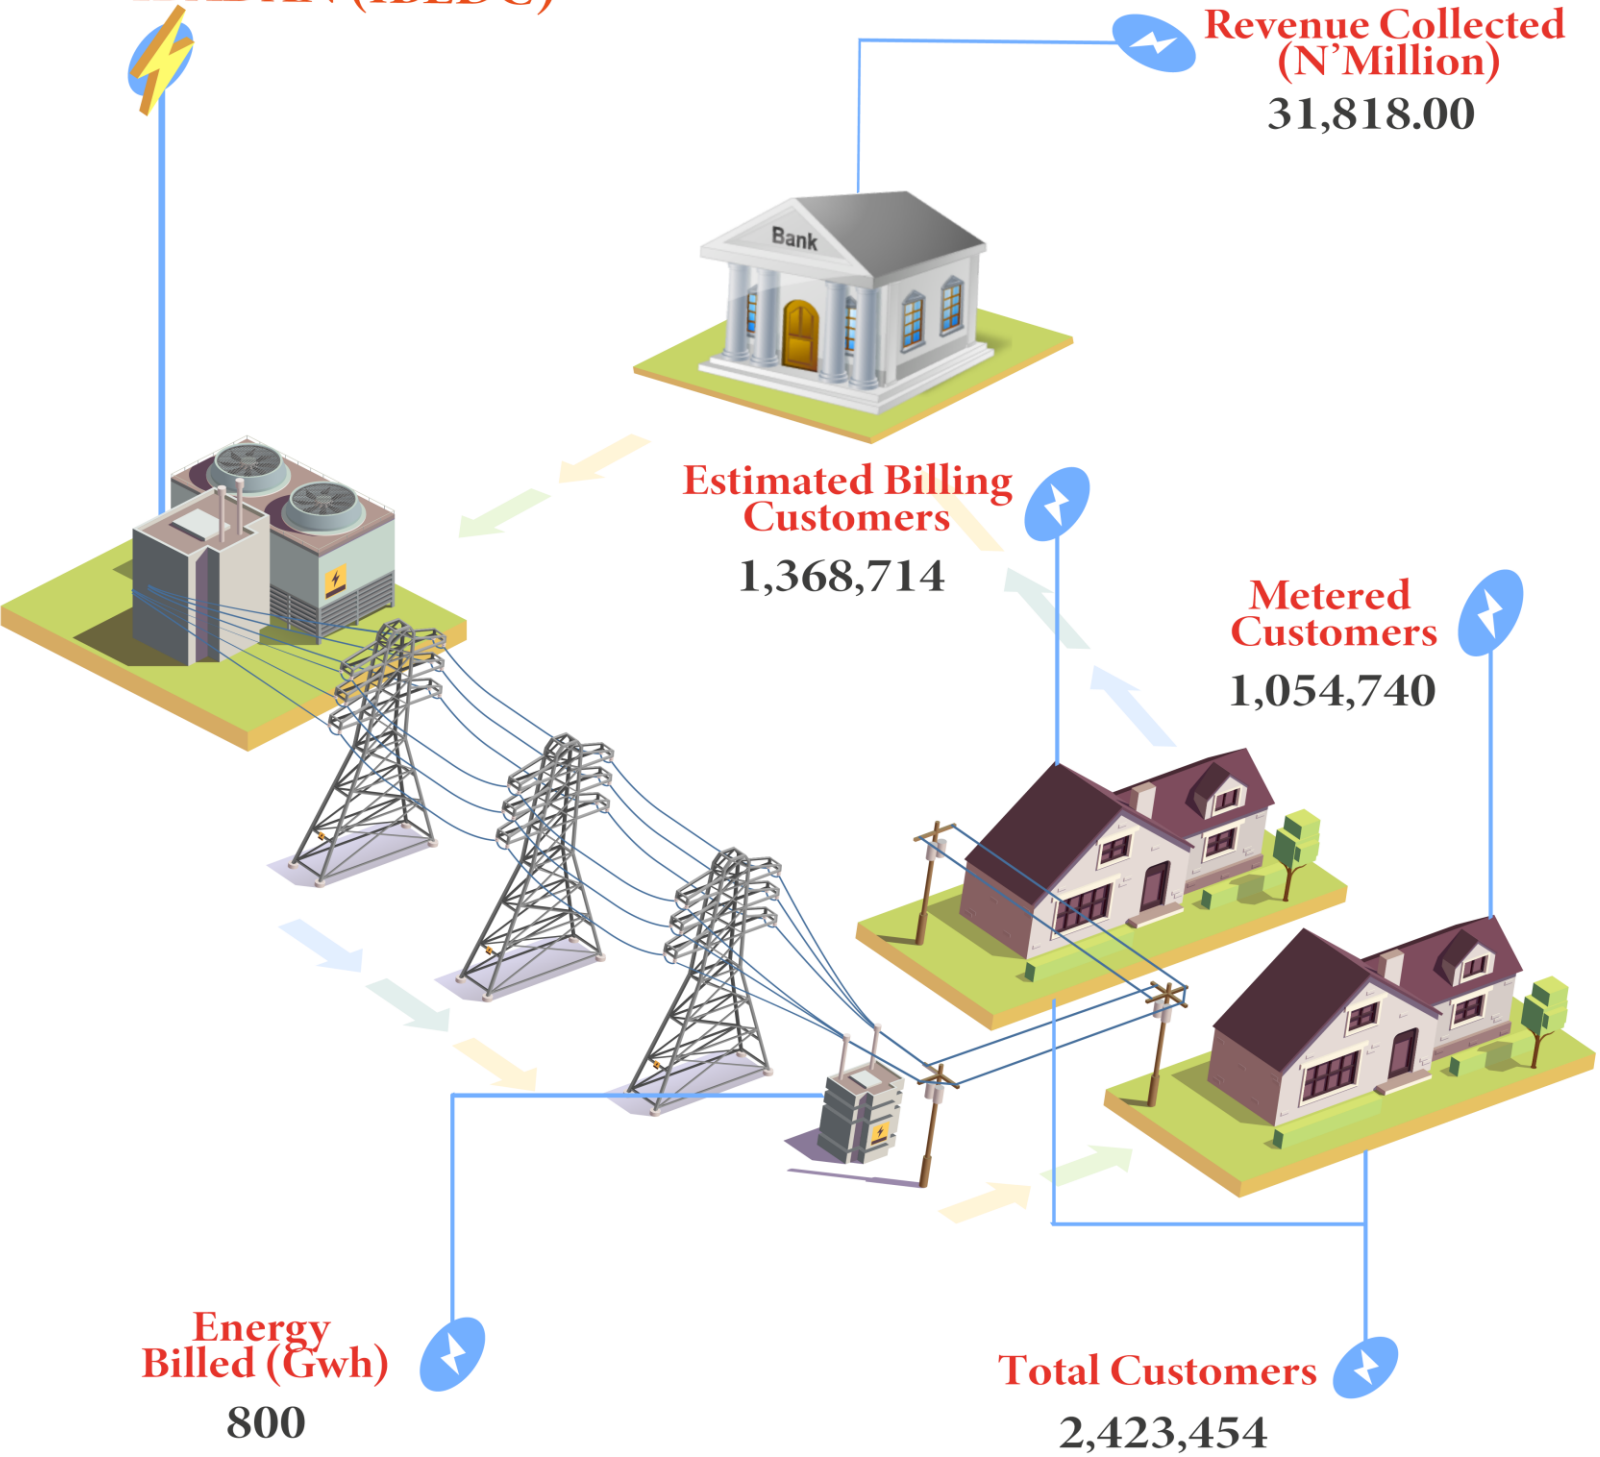 (IBEDC)
Revenue Collected
(N’Million)
31,818.00
Bank
Estimated Billing
Customers
1,368,714
Metered
Customers
1,054,740
Energy
Billed (Gwh)
800
Total Customers
2,423,454